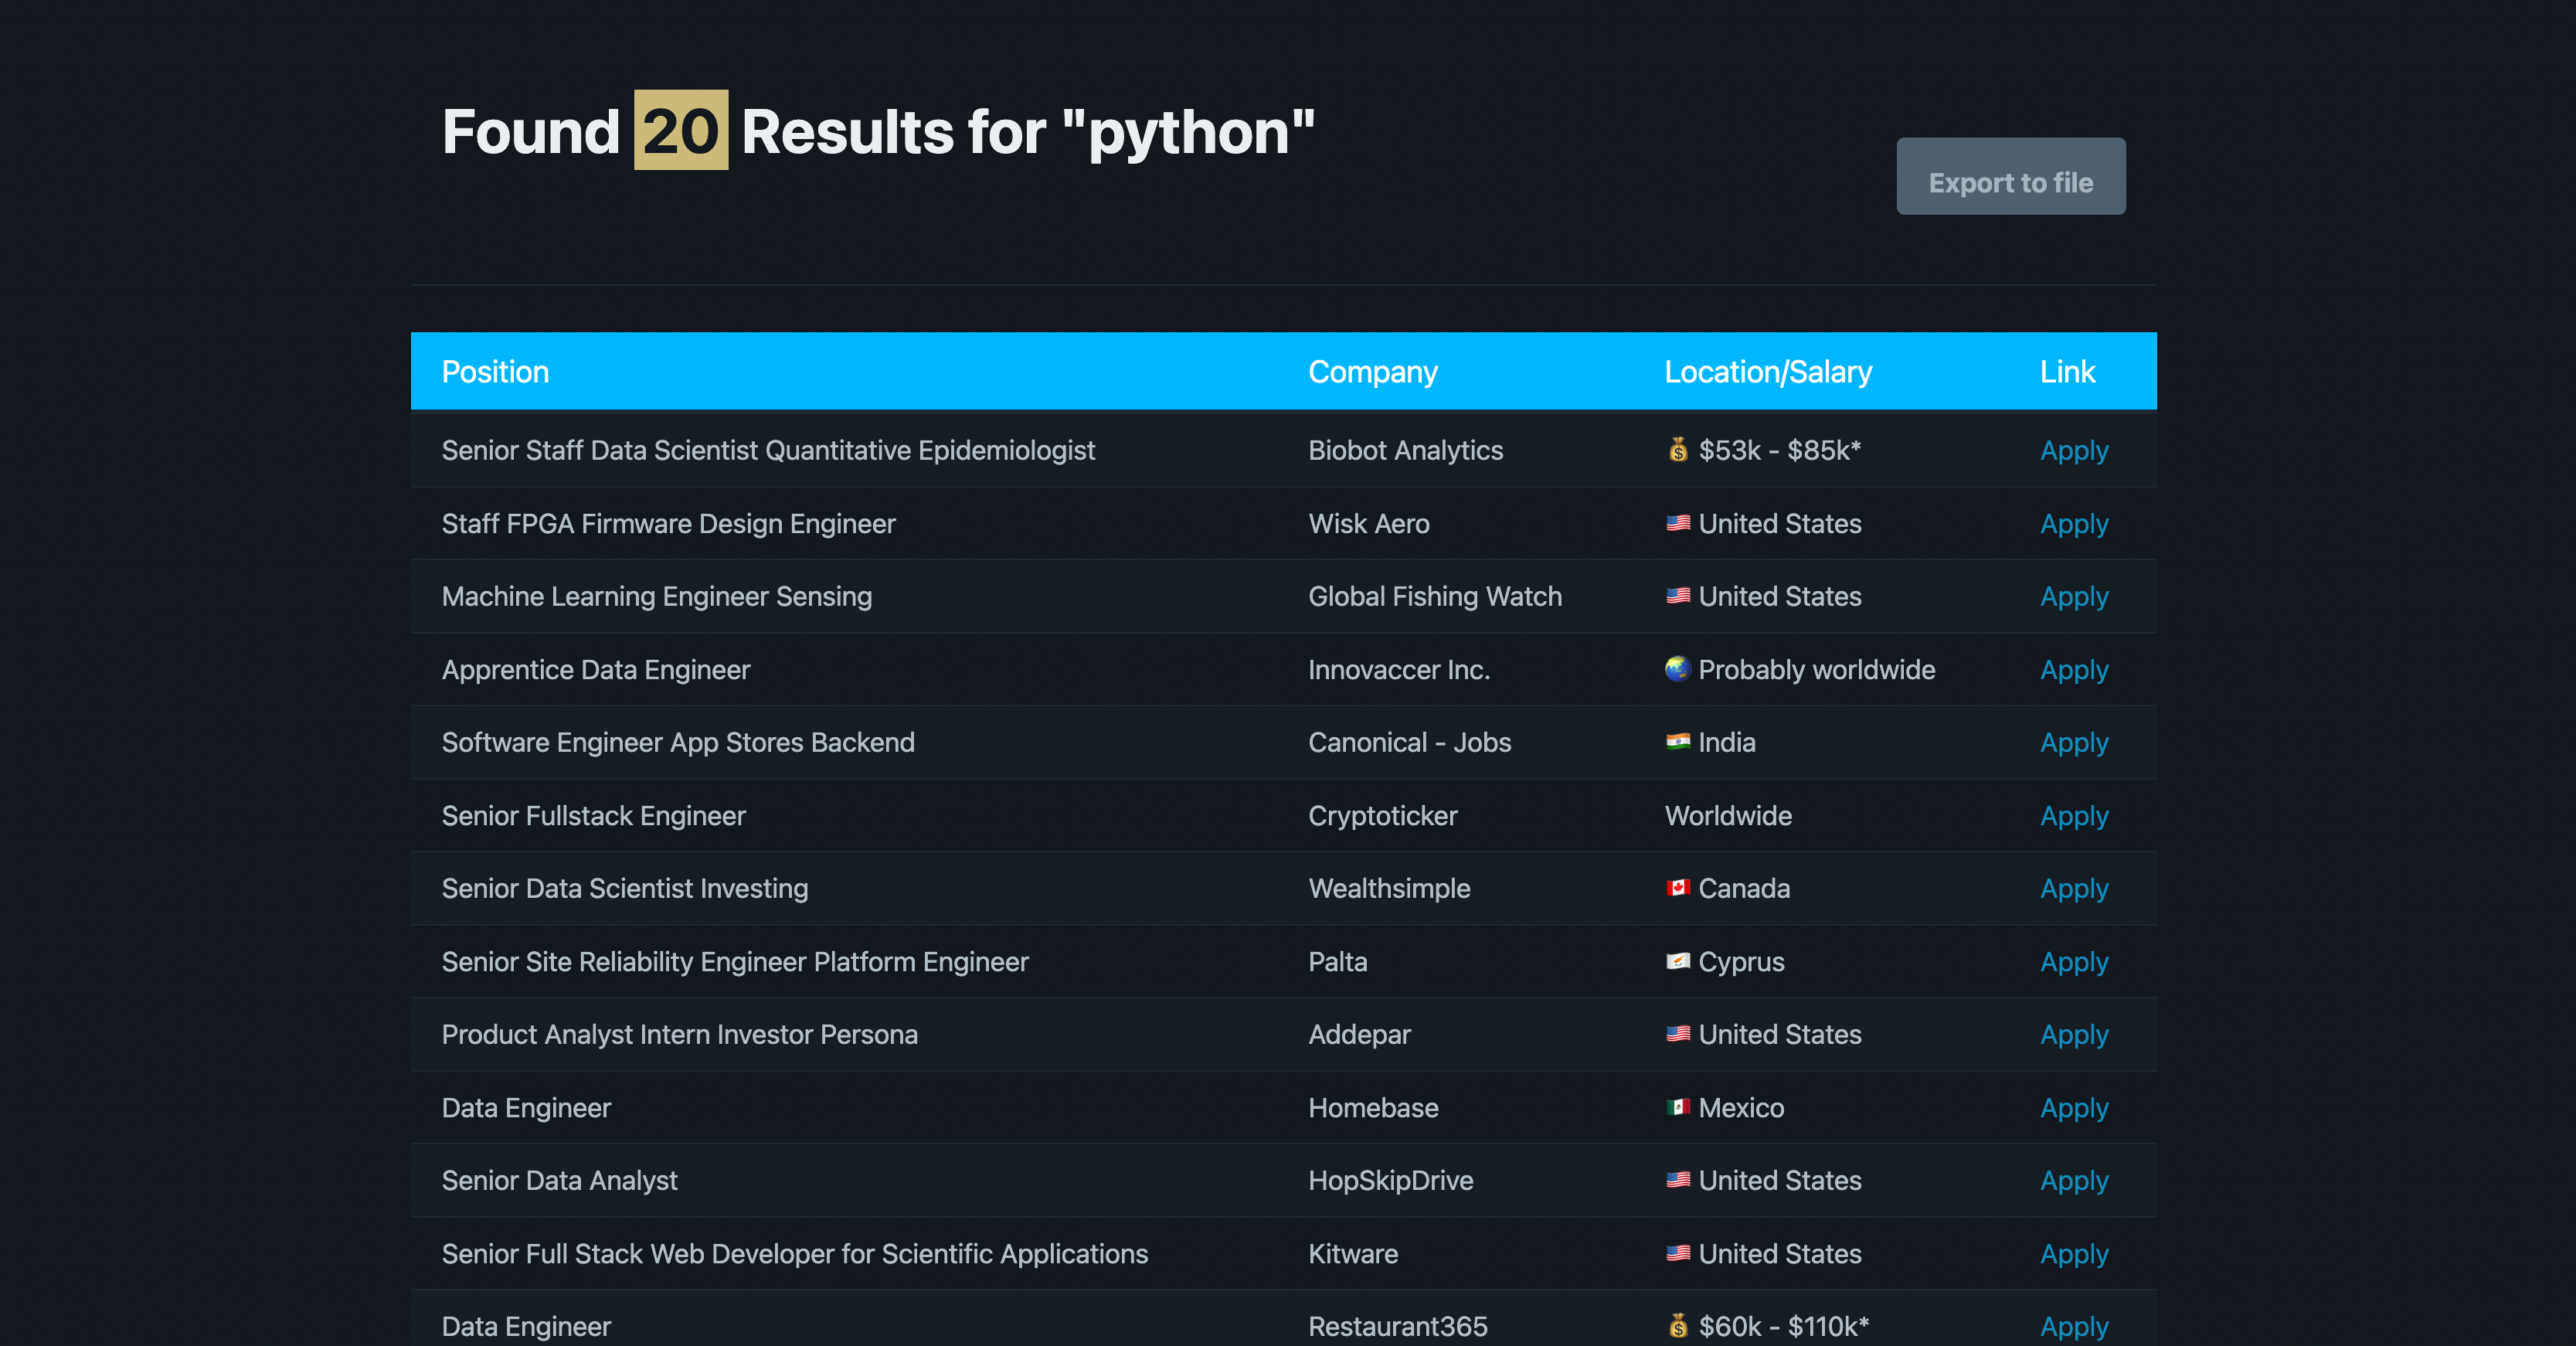 Found 20 Results for "python"
Export to file
Position Company Location/Salary Link
Senior Staff Data Scientist Quantitative Epidemiologist Biobot Analytics 💰 $53k - $85k* Apply
Staff FPGA Firmware Design Engineer Wisk Aero 🇺🇸 United States Apply
Machine Learning Engineer Sensing Global Fishing Watch 🇺🇸 United States Apply
Apprentice Data Engineer Innovaccer Inc. 🌏 Probably worldwide Apply
Software Engineer App Stores Backend Canonical - Jobs 🇮🇳 India Apply
Senior Fullstack Engineer Cryptoticker Worldwide Apply
Senior Data Scientist Investing Wealthsimple 🇨🇦 Canada Apply
Senior Site Reliability Engineer Platform Engineer Palta 🇨🇾 Cyprus Apply
Product Analyst Intern Investor Persona Addepar 🇺🇸 United States Apply
Data Engineer Homebase 🇲🇽 Mexico Apply
Senior Data Analyst HopSkipDrive 🇺🇸 United States Apply
Senior Full Stack Web Developer for Scientific Applications Kitware 🇺🇸 United States Apply
Data Engineer Restaurant365 💰 $60k - $110k* Apply